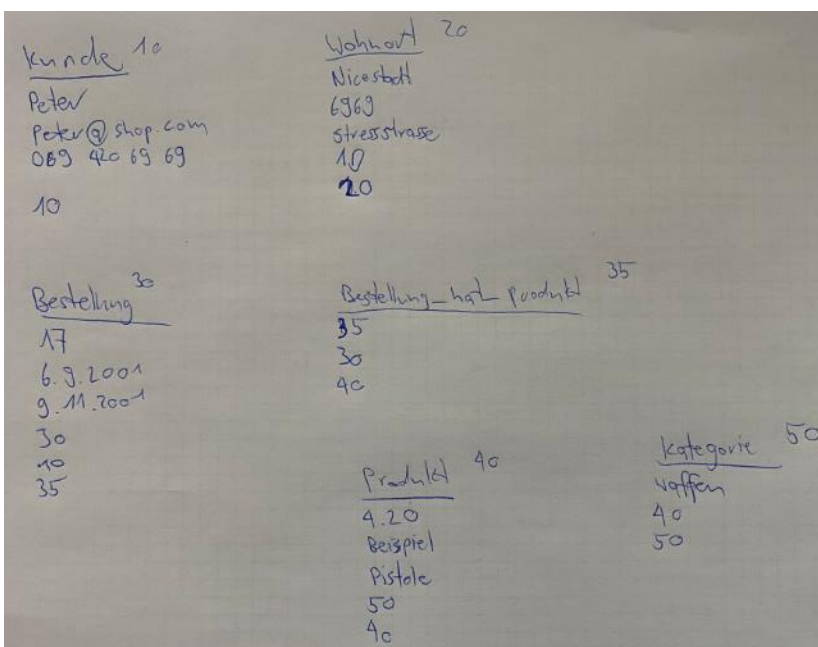 Kunde 10
Peter
Peter@shop.com
089 420 69 69
10
Wohnort 20
Nicestadt
6969
stressstrasse
10
20
Bestellung 30
17
6.9.2001
9.11.2001
30
10
35
Bestellung_hat_Produkt 35
35
30
40
Produkt 40
4.20
Beispiel
Pistole
50
40
Kategorie 50
Waffen
40
50